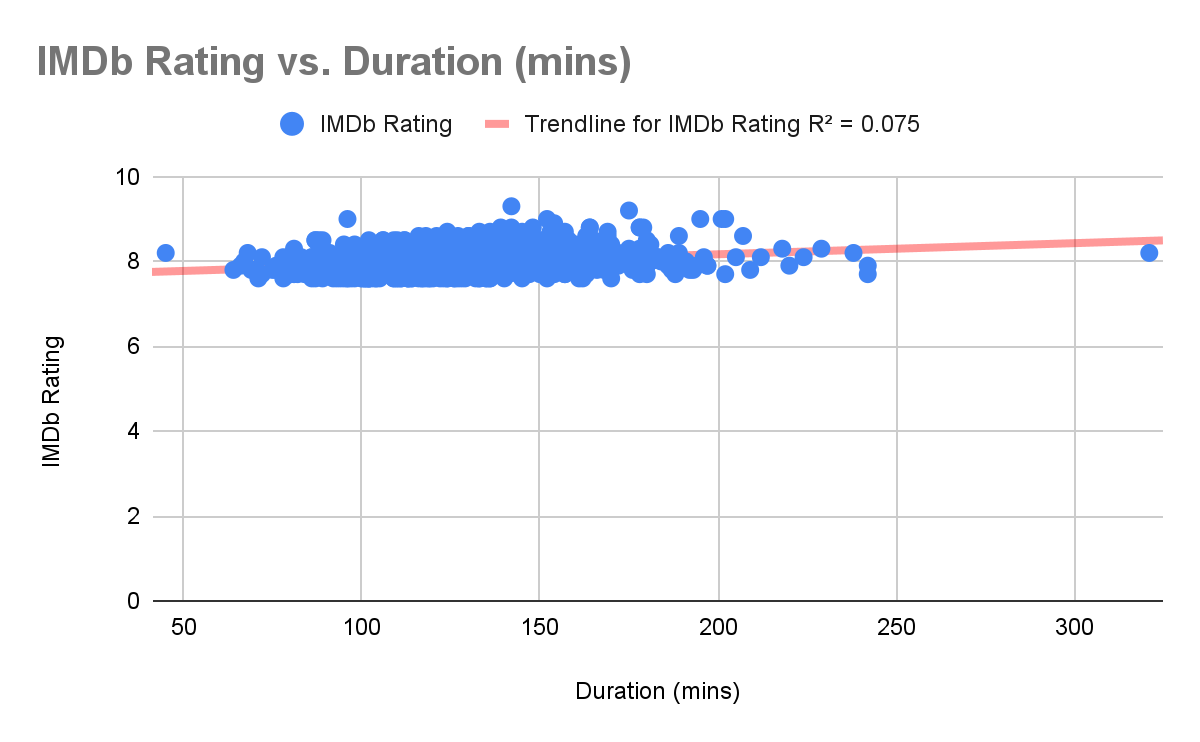 IMDb Rating vs. Duration (mins)
IMDb Rating
Trendline for IMDb Rating R² = 0.075
10
8
6
4
2
0
IMDb Rating
50
100
150
200
250
300
Duration (mins)